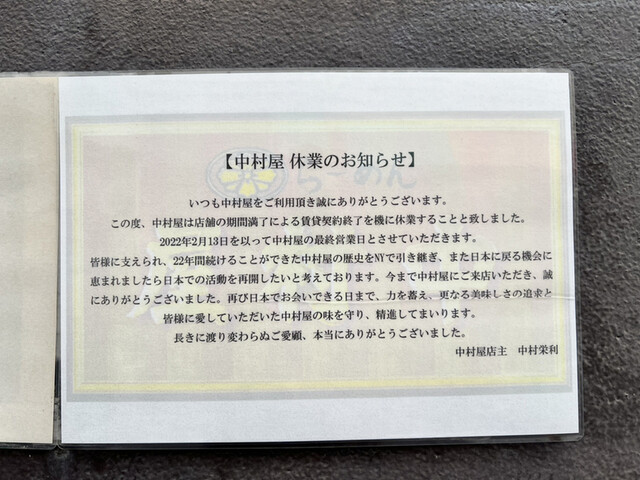 【中村屋 休業のお知らせ】
らーめん
いつも中村屋をご利用頂き誠にありがとうございます。
この度、中村屋は店舗の期間満了による賃貸契約終了を機に休業することと致しました。
2022年2月13日を以って中村屋の最終営業日とさせていただきます。
皆様に支えられ、22年間続けることができた中村屋の歴史をNYで引き継ぎ、また日本に戻る機会に
恵まれましたら日本での活動を再開したいと考えております。今まで中村屋にご来店いただき、誠
にありがとうございました。再び日本でお会いできる日まで、力を蓄え、更なる美味しさの追求と
皆様に愛していただいた中村屋の味を守り、精進してまいります。
長きに渡り変わらぬご愛顧、本当にありがとうございました。
中村屋店主 中村栄利